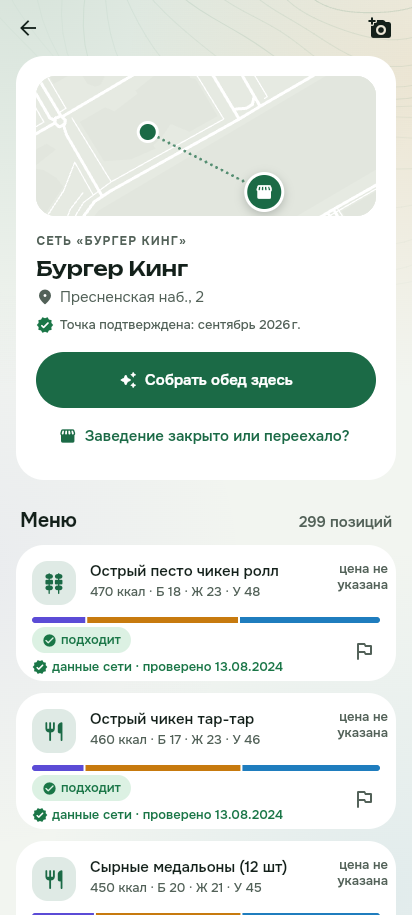 СЕТЬ «БУРГЕР КИНГ»
Бургер Кинг
Пресненская наб., 2
Точка подтверждена: сентябрь 2026 г.
Собрать обед здесь
Заведение закрыто или переехало?
Меню
299 позиций
Острый песто чикен ролл
цена не
указана
470 ккал · Б 18 · Ж 23 · У 48
подходит
данные сети · проверено 13.08.2024
Острый чикен тар-тар
цена не
указана
460 ккал · Б 17 · Ж 23 · У 46
подходит
данные сети · проверено 13.08.2024
Сырные медальоны (12 шт)
цена не
указана
450 ккал · Б 20 · Ж 21 · У 45